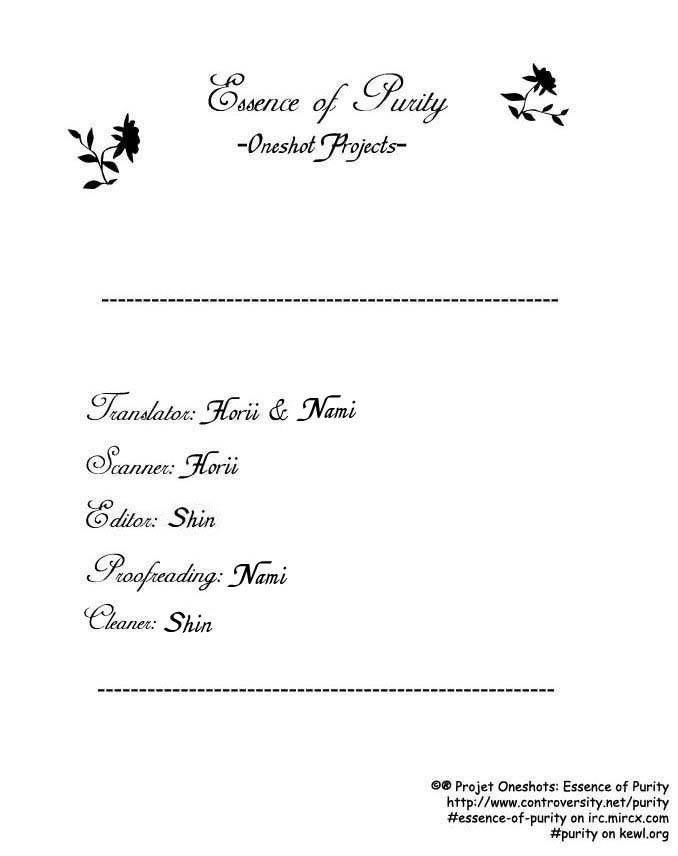 Essence of Purity
-Oneshot Projects-
-------------------------------------------------------
Translator: Horii & Nami
Scanner: Horii
Editor: Shin
Proofreading: Nami
Cleaner: Shin
-------------------------------------------------------
©® Projet Oneshots: Essence of Purity
http://www.controversity.net/purity
#essence-of-purity on irc.mircx.com
#purity on kewl.org